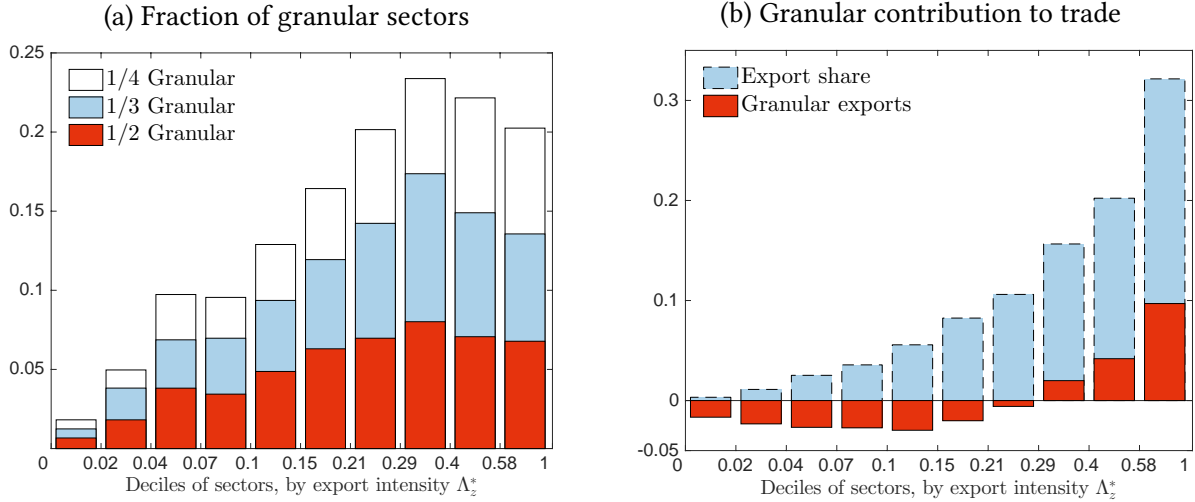 (a) Fraction of granular sectors
0.25
0.2
0.15
0.1
0.05
1/4 Granular
1/3 Granular
1/2 Granular
0 0.02 0.04 0.07 0.1 0.15 0.21 0.29 0.4 0.58 1
Deciles of sectors, by export intensity Λ*z
(b) Granular contribution to trade
0.3
0.2
0.1
0
-0.05
Export share
Granular exports
0 0.02 0.04 0.07 0.1 0.15 0.21 0.29 0.4 0.58 1
Deciles of sectors, by export intensity Λ*z